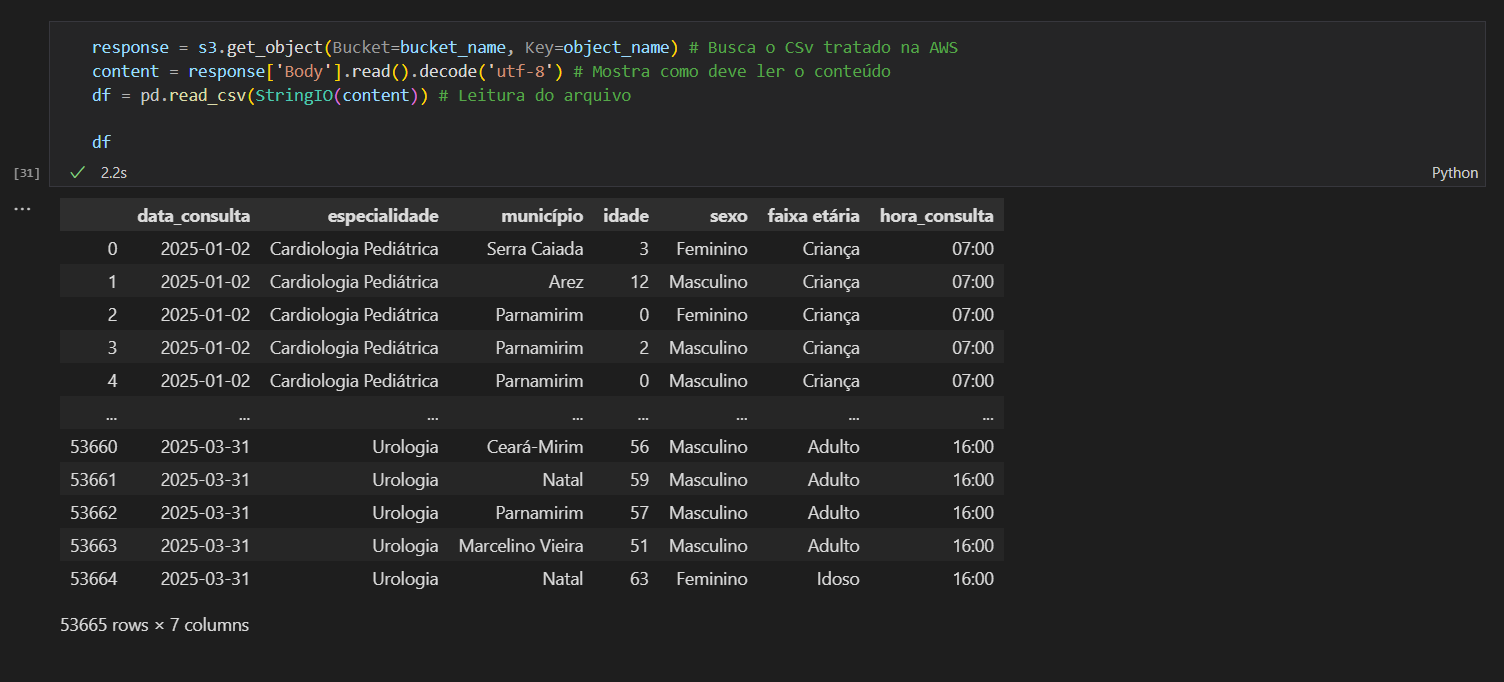 response = s3.get_object(Bucket=bucket_name, Key=object_name) # Busca o CSv tratado na AWS
content = response['Body'].read().decode('utf-8') # Mostra como deve ler o conteúdo
df = pd.read_csv(StringIO(content)) # Leitura do arquivo
df
[31] ✓ 2.2s Python
... data_consulta especialidade município idade sexo faixa etária hora_consulta
0 2025-01-02 Cardiologia Pediátrica Serra Caiada 3 Feminino Criança 07:00
1 2025-01-02 Cardiologia Pediátrica Arez 12 Masculino Criança 07:00
2 2025-01-02 Cardiologia Pediátrica Parnamirim 0 Feminino Criança 07:00
3 2025-01-02 Cardiologia Pediátrica Parnamirim 2 Masculino Criança 07:00
4 2025-01-02 Cardiologia Pediátrica Parnamirim 0 Masculino Criança 07:00
... ... ... ... ... ... ... ...
53660 2025-03-31 Urologia Ceará-Mirim 56 Masculino Adulto 16:00
53661 2025-03-31 Urologia Natal 59 Masculino Adulto 16:00
53662 2025-03-31 Urologia Parnamirim 57 Masculino Adulto 16:00
53663 2025-03-31 Urologia Marcelino Vieira 51 Masculino Adulto 16:00
53664 2025-03-31 Urologia Natal 63 Feminino Idoso 16:00
53665 rows × 7 columns